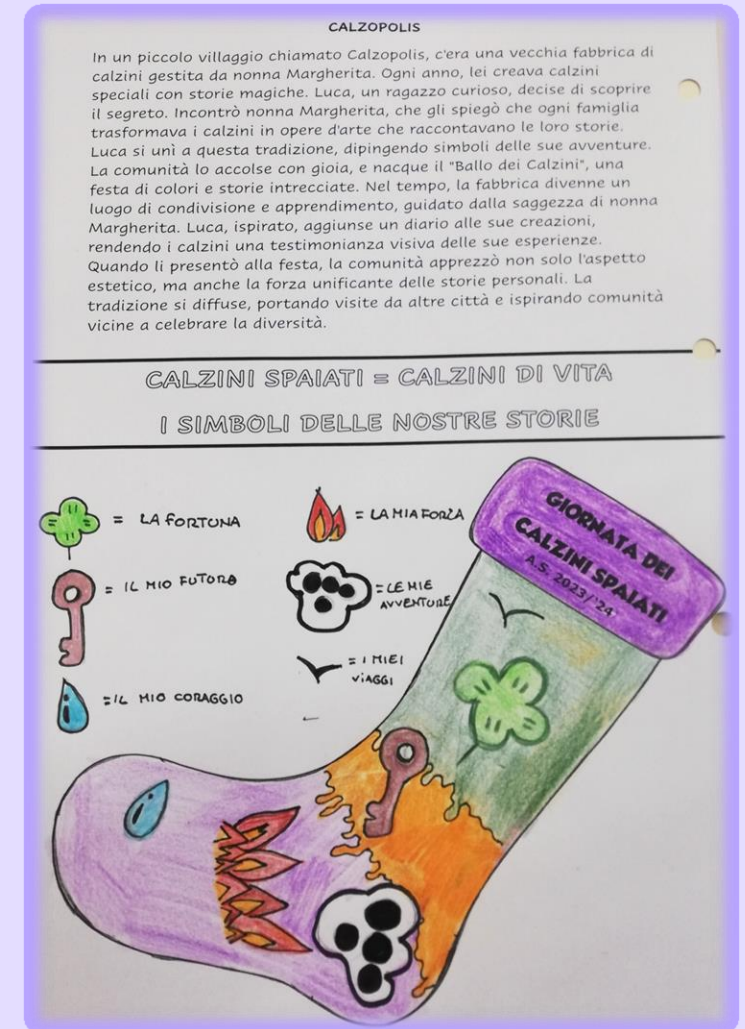 CALZOPOLIS
In un piccolo villaggio chiamato Calzopolis, c'era una vecchia fabbrica di
calzini gestita da nonna Margherita. Ogni anno, lei creava calzini
speciali con storie magiche. Luca, un ragazzo curioso, decise di scoprire
il segreto. Incontrò nonna Margherita, che gli spiegò che ogni famiglia
trasformava i calzini in opere d'arte che raccontavano le loro storie.
Luca si unì a questa tradizione, dipingendo simboli delle sue avventure.
La comunità lo accolse con gioia, e nacque il "Ballo dei Calzini", una
festa di colori e storie intrecciate. Nel tempo, la fabbrica divenne un
luogo di condivisione e apprendimento, guidato dalla saggezza di nonna
Margherita. Luca, ispirato, aggiunse un diario alle sue creazioni,
rendendo i calzini una testimonianza visiva delle sue esperienze.
Quando li presentò alla festa, la comunità apprezzò non solo l'aspetto
estetico, ma anche la forza unificante delle storie personali. La
tradizione si diffuse, portando visite da altre città e ispirando comunità
vicine a celebrare la diversità.
CALZINI SPAIATI = CALZINI DI VITA
I SIMBOLI DELLE NOSTRE STORIE
= LA FORTUNA
= IL MIO FUTURO
= IL MIO CORAGGIO
= LA MIA FORZA
= LE MIE
AVVENTURE
= I MIEI
VIAGGI
GIORNATA DEI
CALZINI SPAIATI
A.S. 2023/'24